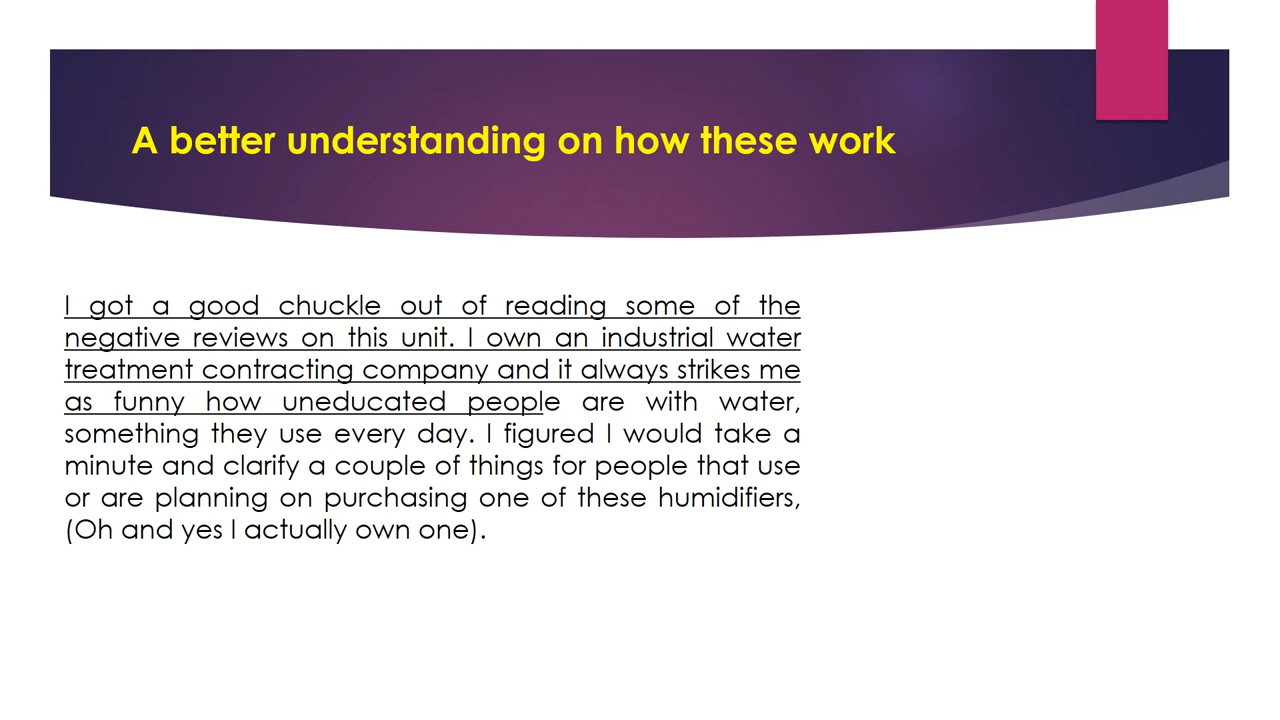 A better understanding on how these work
I got a good chuckle out of reading some of the
negative reviews on this unit. I own an industrial water
treatment contracting company and it always strikes me
as funny how uneducated people are with water,
something they use every day. I figured I would take a
minute and clarify a couple of things for people that use
or are planning on purchasing one of these humidifiers,
(Oh and yes I actually own one).